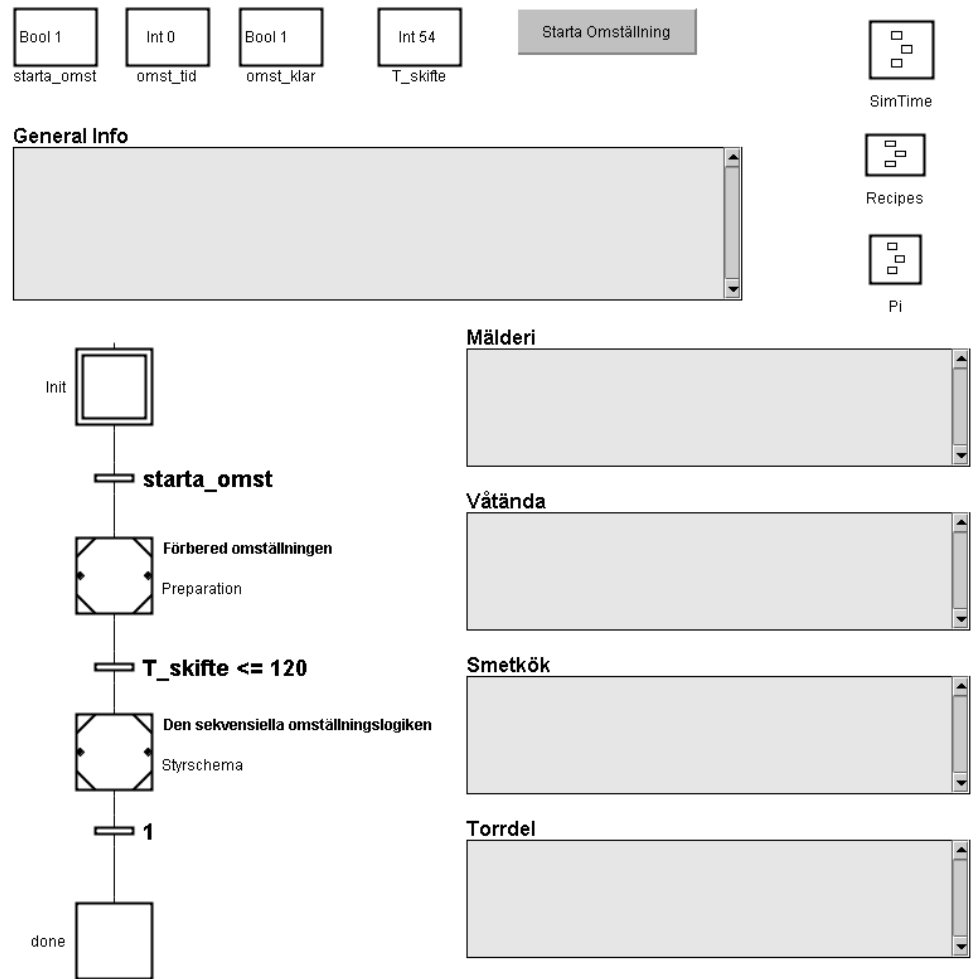 Bool 1
Int 0
Bool 1
Int 54
Starta Omställning
starta_omst
omst_tid
omst_klar
T_skifte
SimTime
General Info
Recipes
Pi
Mälderi
Init
starta_omst
Våtända
Förbered omställningen
Preparation
T_skifte <= 120
Smetkök
Den sekvensiella omställningslogiken
Styrschema
1
Torrdel
done